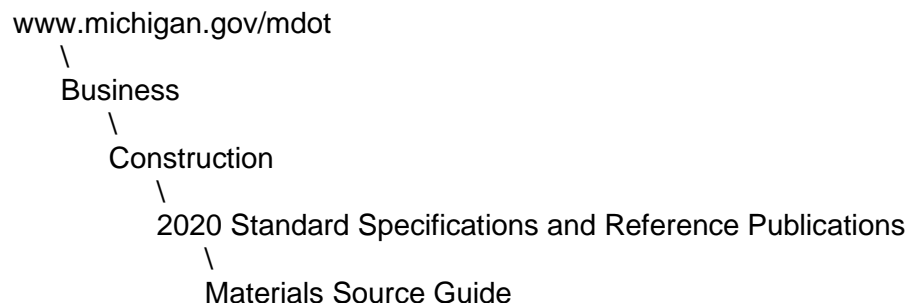 www.michigan.gov/mdot
\
Business
\
Construction
\
2020 Standard Specifications and Reference Publications
\
Materials Source Guide